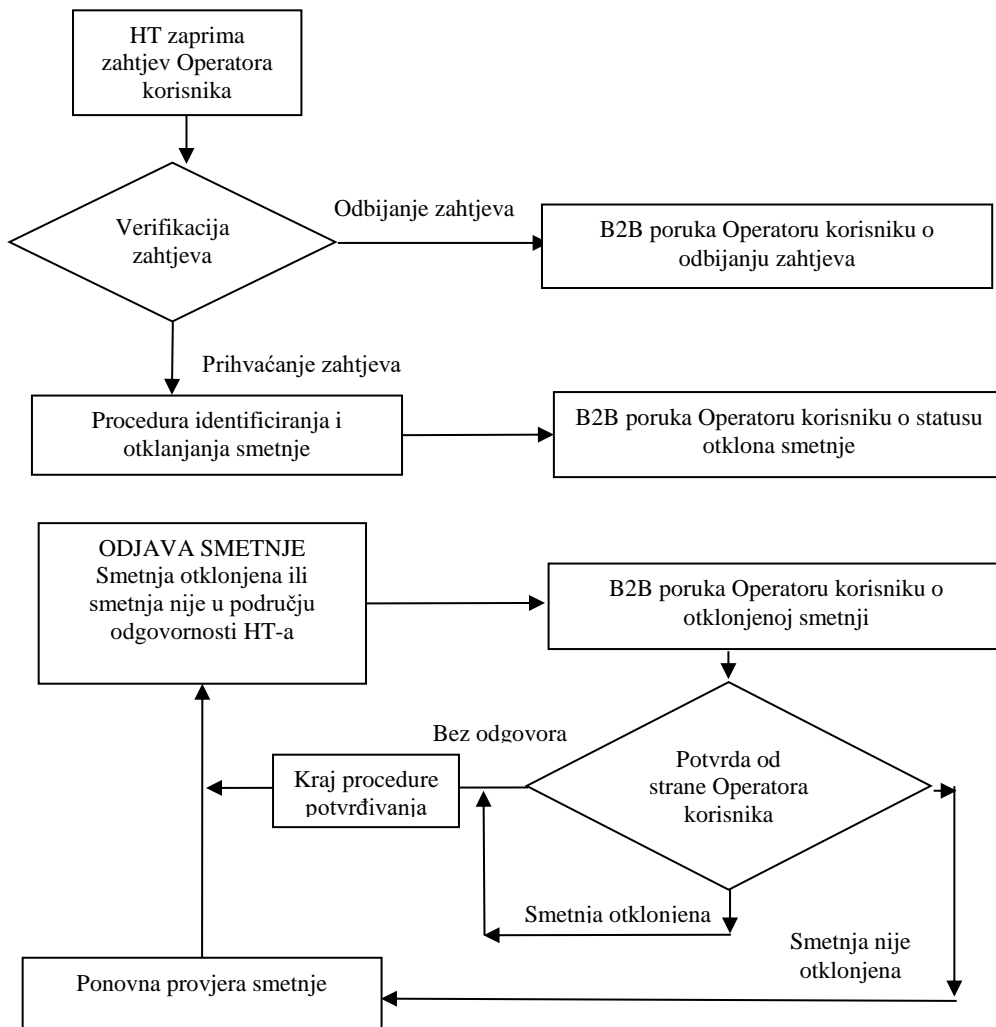 HT zaprima
zahtjev Operatora
korisnika
Verifikacija
zahtjeva
Odbijanje zahtjeva
B2B poruka Operatoru korisniku o
odbijanju zahtjeva
Prihvaćanje zahtjeva
Procedura identificiranja i
otklanjanja smetnje
B2B poruka Operatoru korisniku o statusu
otklona smetnje
ODJAVA SMETNJE
Smetnja otklonjena ili
smetnja nije u području
odgovornosti HT-a
B2B poruka Operatoru korisniku o
otklonjenoj smetnji
Bez odgovora
Kraj procedure
potvrđivanja
Potvrda od
strane Operatora
korisnika
Smetnja otklonjena
Smetnja nije
otklonjena
Ponovna provjera smetnje